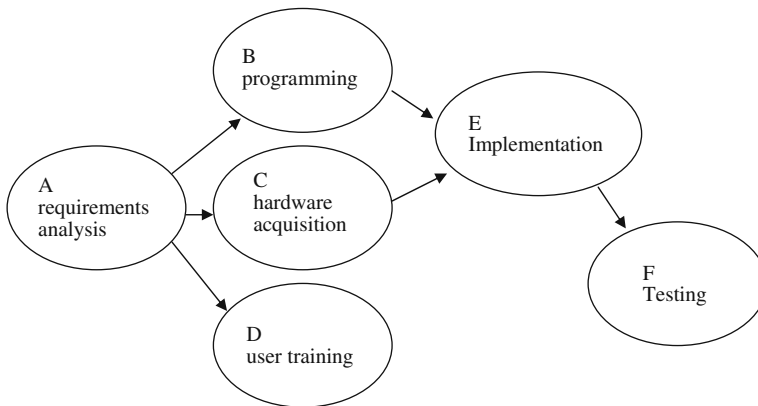 A
requirements
analysis
B
programming
C
hardware
acquisition
D
user training
E
Implementation
F
Testing